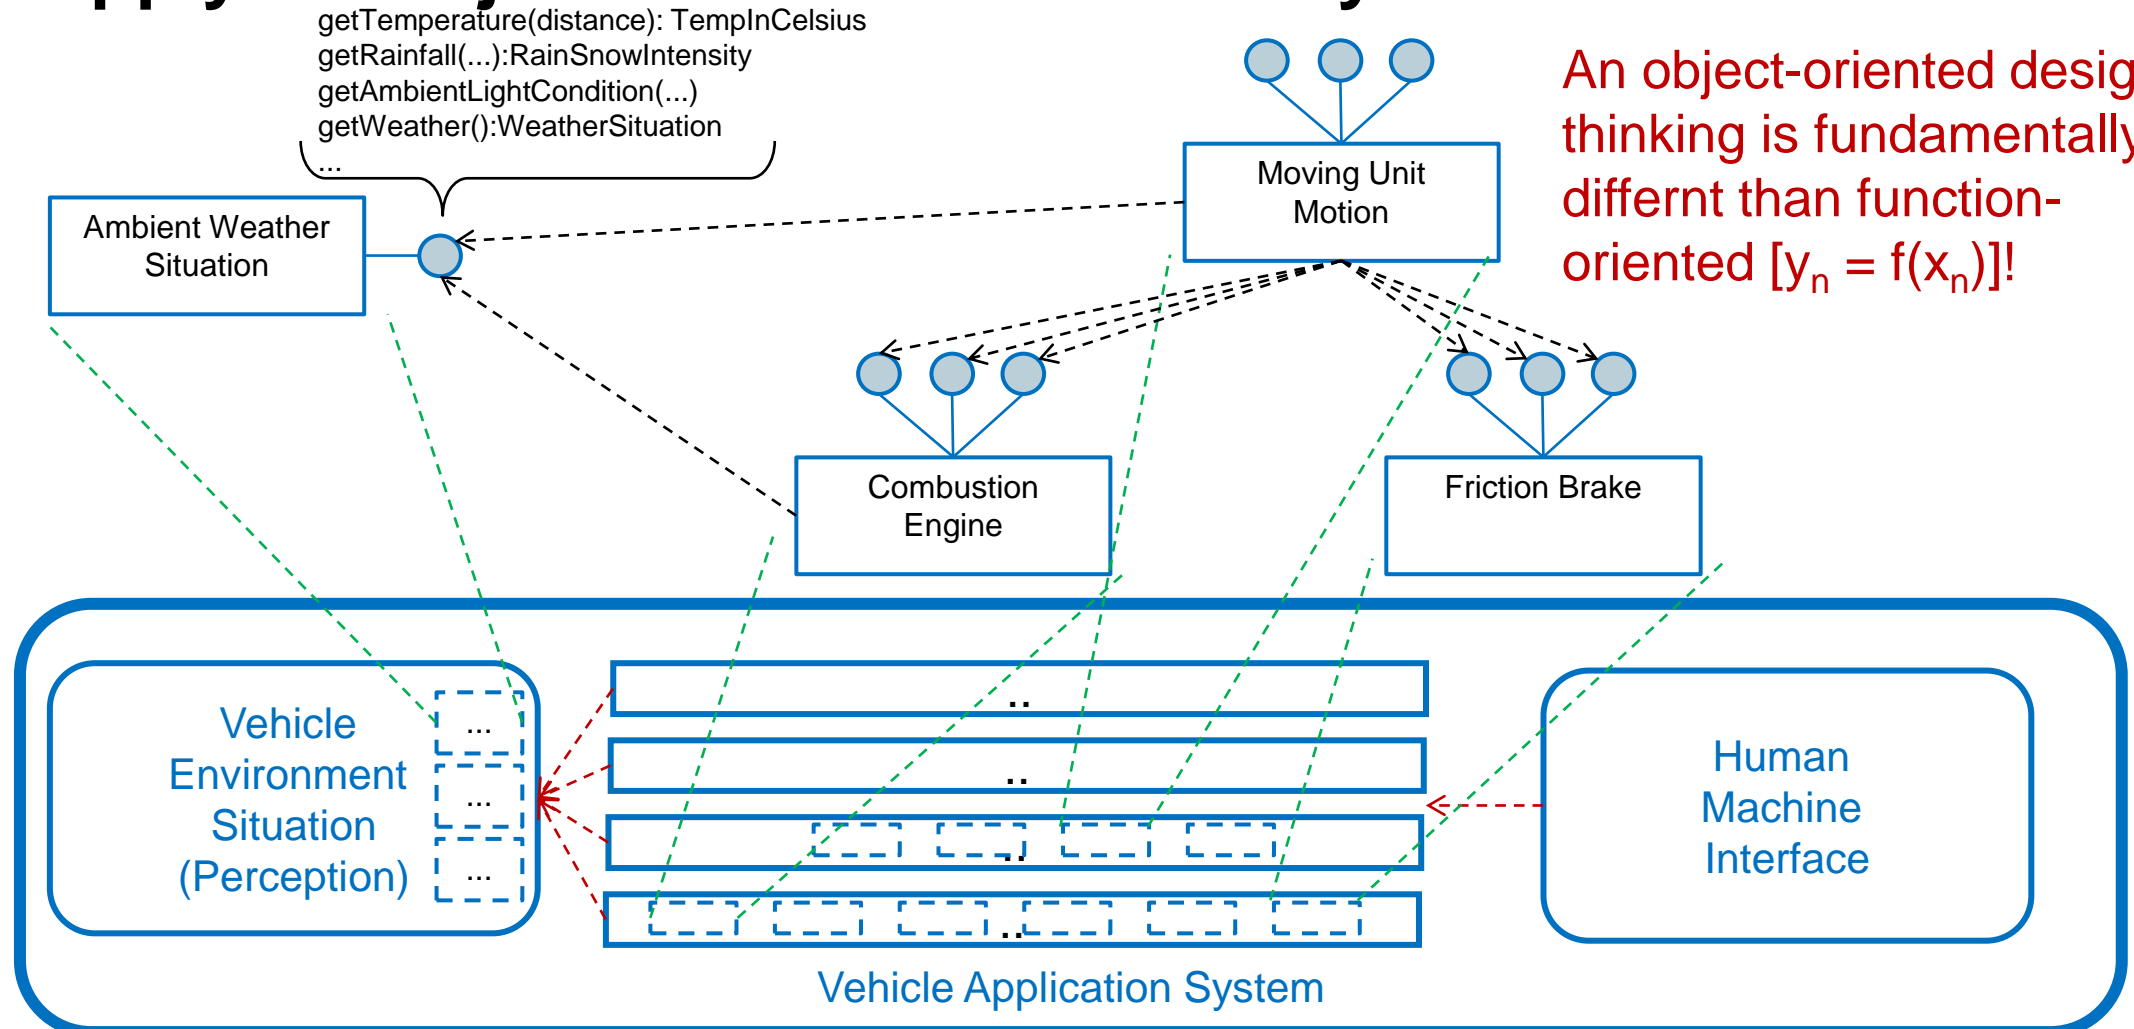 getTemperature(distance): TempInCelsius
getRainfall(...):RainSnowIntensity
getAmbientLightCondition(...)
getWeather():WeatherSituation
...
An object-oriented desig
thinking is fundamentally
differnt than function-
oriented [yₙ = f(xₙ)]!
Moving Unit
Motion
Ambient Weather
Situation
Combustion
Engine
Friction Brake
Vehicle
Environment
Situation
(Perception)
...
...
...
..
..
..
..
Human
Machine
Interface
Vehicle Application System